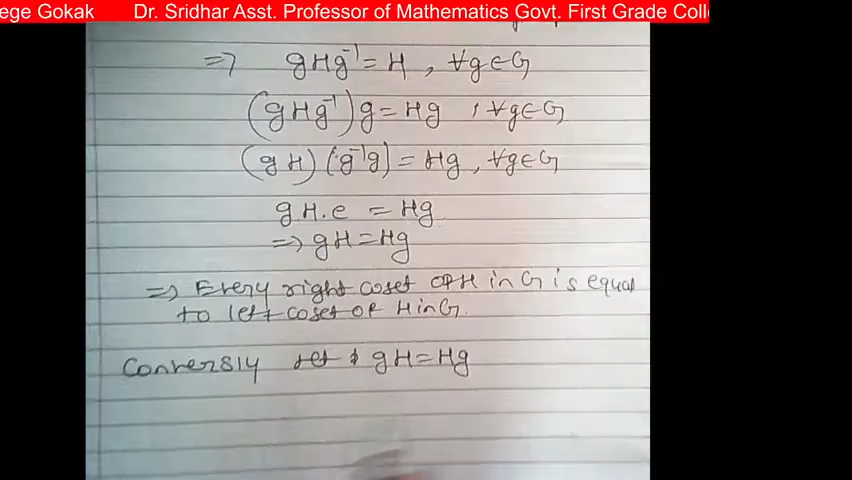 ege Gokak Dr. Sridhar Asst. Professor of Mathematics Govt. First Grade Coll
=> gHg⁻¹ = H , ∀g∈G
(gHg⁻¹)g = Hg , ∀g∈G
(gH)(g⁻¹g) = Hg , ∀g∈G
gH.e = Hg
=> gH = Hg
=> Every right coset OF H in G is equal
to left coset OF H in G.
Conversly let gH = Hg